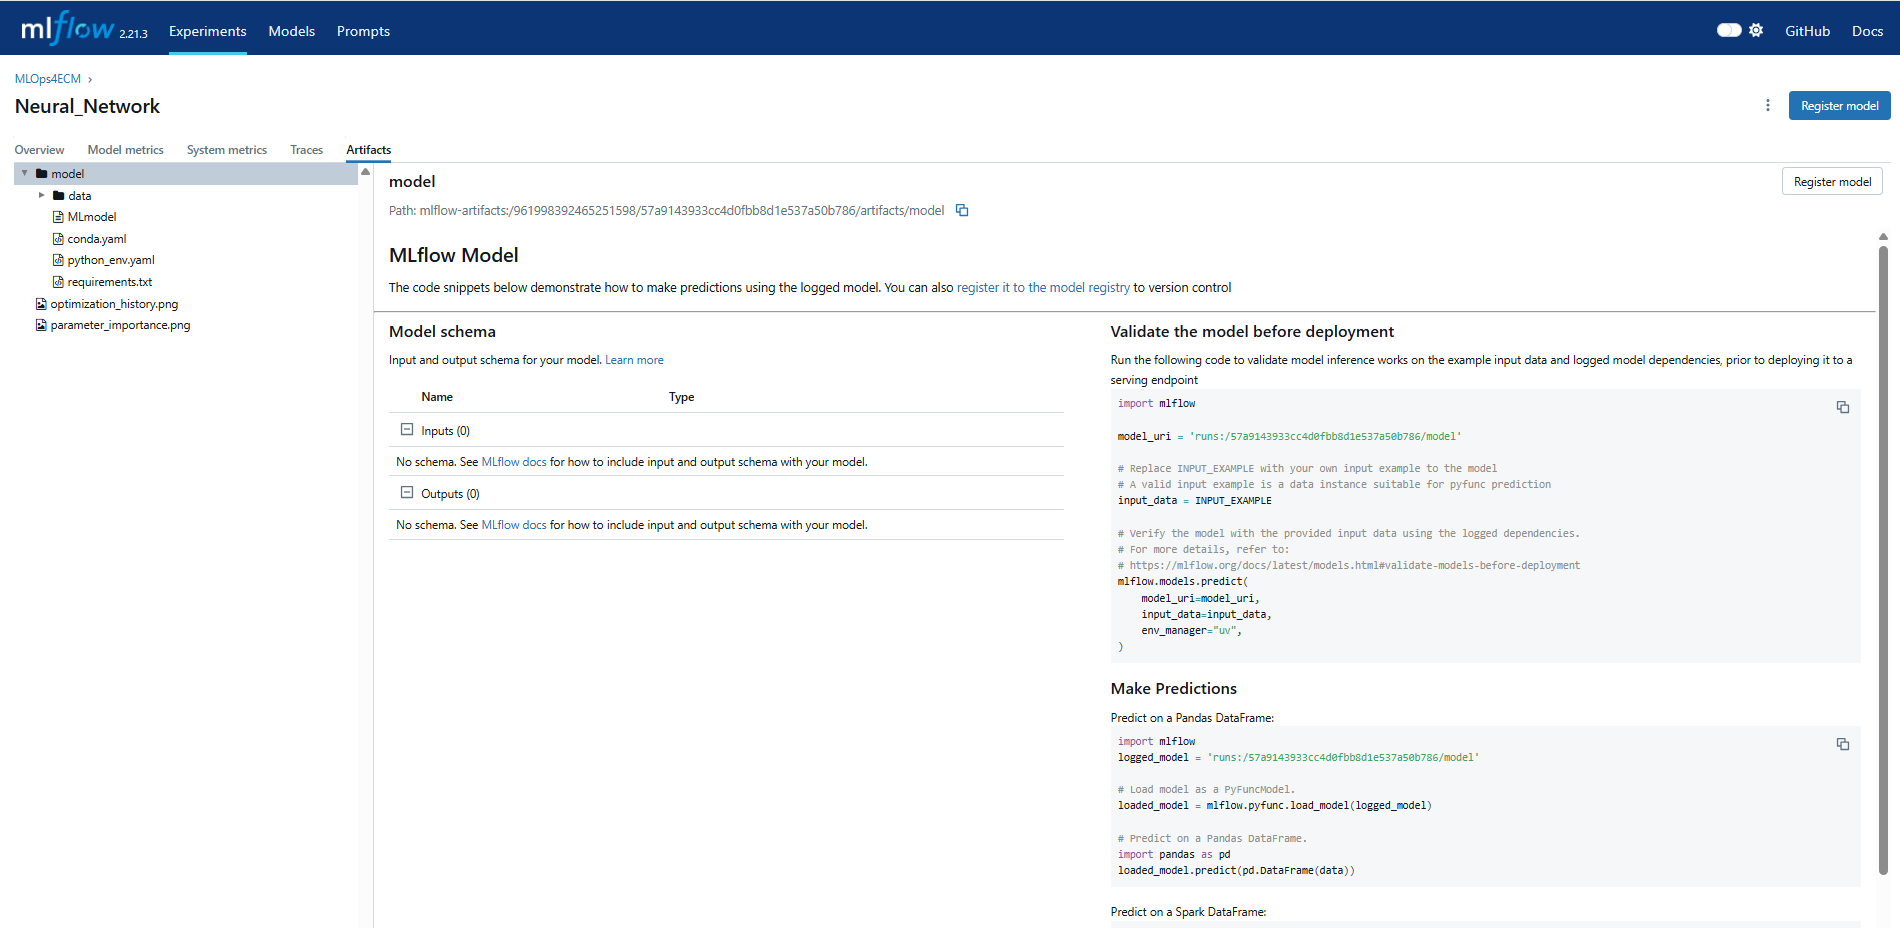 mlflow 2.21.3 Experiments Models Prompts GitHub Docs
MLOps4ECM ›
Neural_Network
Register model
Overview Model metrics System metrics Traces Artifacts
model
data
MLmodel
conda.yaml
python_env.yaml
requirements.txt
optimization_history.png
parameter_importance.png
model
Register model
Path: mlflow-artifacts:/961998392465251598/57a9143933cc4d0fbb8d1e537a50b786/artifacts/model
MLflow Model
The code snippets below demonstrate how to make predictions using the logged model. You can also register it to the model registry to version control
Model schema
Input and output schema for your model. Learn more
Name Type
Inputs (0)
No schema. See MLflow docs for how to include input and output schema with your model.
Outputs (0)
No schema. See MLflow docs for how to include input and output schema with your model.
Validate the model before deployment
Run the following code to validate model inference works on the example input data and logged model dependencies, prior to deploying it to a
serving endpoint
import mlflow
model_uri = 'runs:/57a9143933cc4d0fbb8d1e537a50b786/model'
# Replace INPUT_EXAMPLE with your own input example to the model
# A valid input example is a data instance suitable for pyfunc prediction
input_data = INPUT_EXAMPLE
# Verify the model with the provided input data using the logged dependencies.
# For more details, refer to:
# https://mlflow.org/docs/latest/models.html#validate-models-before-deployment
mlflow.models.predict(
model_uri=model_uri,
input_data=input_data,
env_manager="uv",
)
Make Predictions
Predict on a Pandas DataFrame:
import mlflow
logged_model = 'runs:/57a9143933cc4d0fbb8d1e537a50b786/model'
# Load model as a PyFuncModel.
loaded_model = mlflow.pyfunc.load_model(logged_model)
# Predict on a Pandas DataFrame.
import pandas as pd
loaded_model.predict(pd.DataFrame(data))
Predict on a Spark DataFrame: